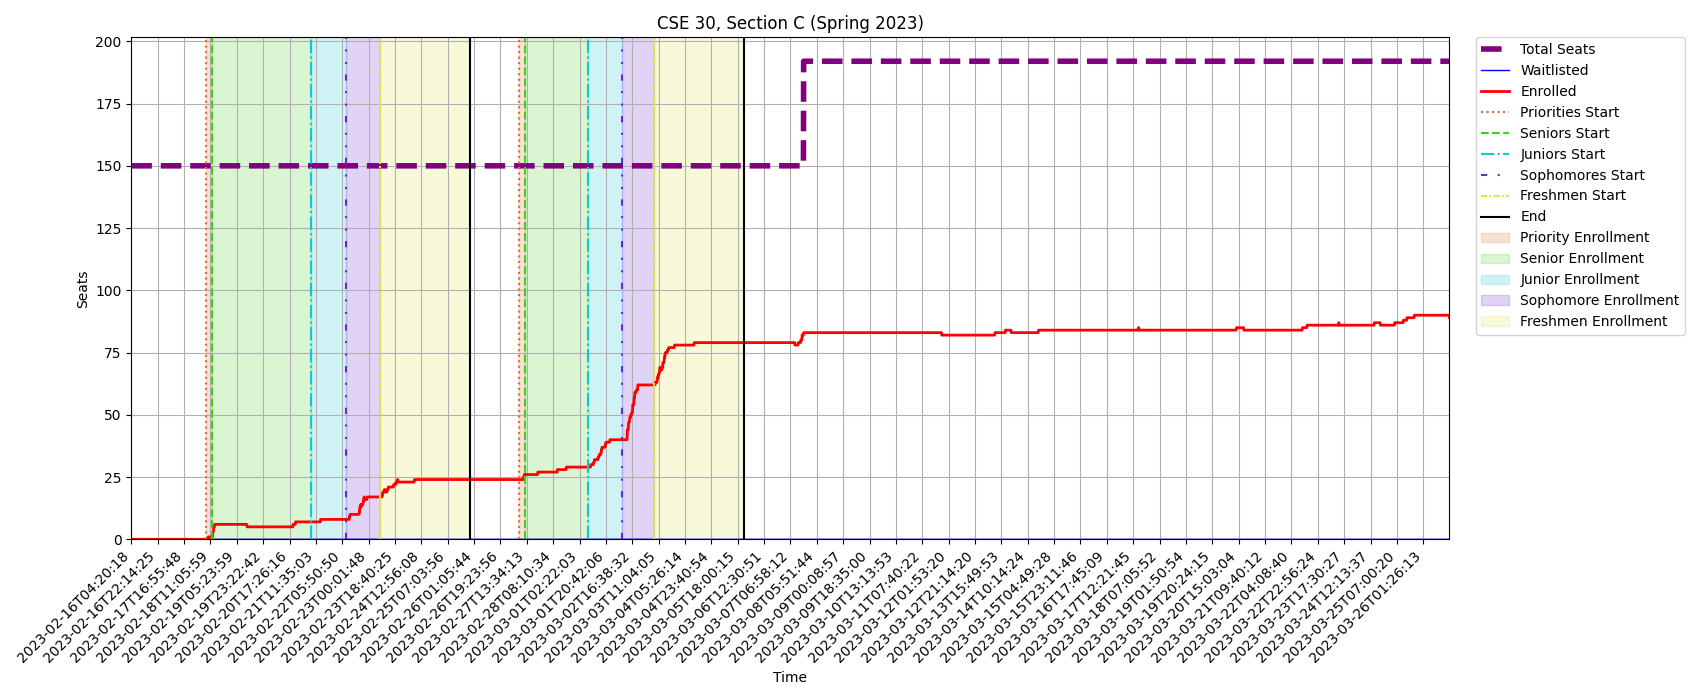 CSE 30, Section C (Spring 2023)
200
175
150
125
100
75
50
25
0
Seats
2023-02-16T04:20:18
2023-02-16T22:14:25
2023-02-17T16:55:48
2023-02-18T11:05:59
2023-02-19T05:23:59
2023-02-19T23:22:42
2023-02-20T17:26:16
2023-02-21T11:35:03
2023-02-22T05:50:50
2023-02-23T00:01:48
2023-02-23T18:40:25
2023-02-24T12:56:08
2023-02-25T07:03:56
2023-02-26T01:05:44
2023-02-26T19:23:56
2023-02-27T13:34:13
2023-02-28T08:10:34
2023-03-01T02:22:03
2023-03-01T20:42:06
2023-03-02T16:38:32
2023-03-03T11:04:05
2023-03-04T05:26:14
2023-03-04T23:40:54
2023-03-05T18:00:15
2023-03-06T12:30:51
2023-03-07T06:58:12
2023-03-08T05:51:44
2023-03-09T00:08:57
2023-03-09T18:35:00
2023-03-10T13:13:53
2023-03-11T07:40:22
2023-03-12T01:53:20
2023-03-12T21:14:20
2023-03-13T15:49:53
2023-03-14T10:14:24
2023-03-15T04:49:28
2023-03-15T23:11:46
2023-03-16T17:45:09
2023-03-17T12:21:45
2023-03-18T07:05:52
2023-03-19T01:50:54
2023-03-19T20:24:15
2023-03-20T15:03:04
2023-03-21T09:40:12
2023-03-22T04:08:40
2023-03-22T22:56:24
2023-03-23T17:30:27
2023-03-24T12:13:37
2023-03-25T07:00:20
2023-03-26T01:26:13
Time
Total Seats
Waitlisted
Enrolled
Priorities Start
Seniors Start
Juniors Start
Sophomores Start
Freshmen Start
End
Priority Enrollment
Senior Enrollment
Junior Enrollment
Sophomore Enrollment
Freshmen Enrollment